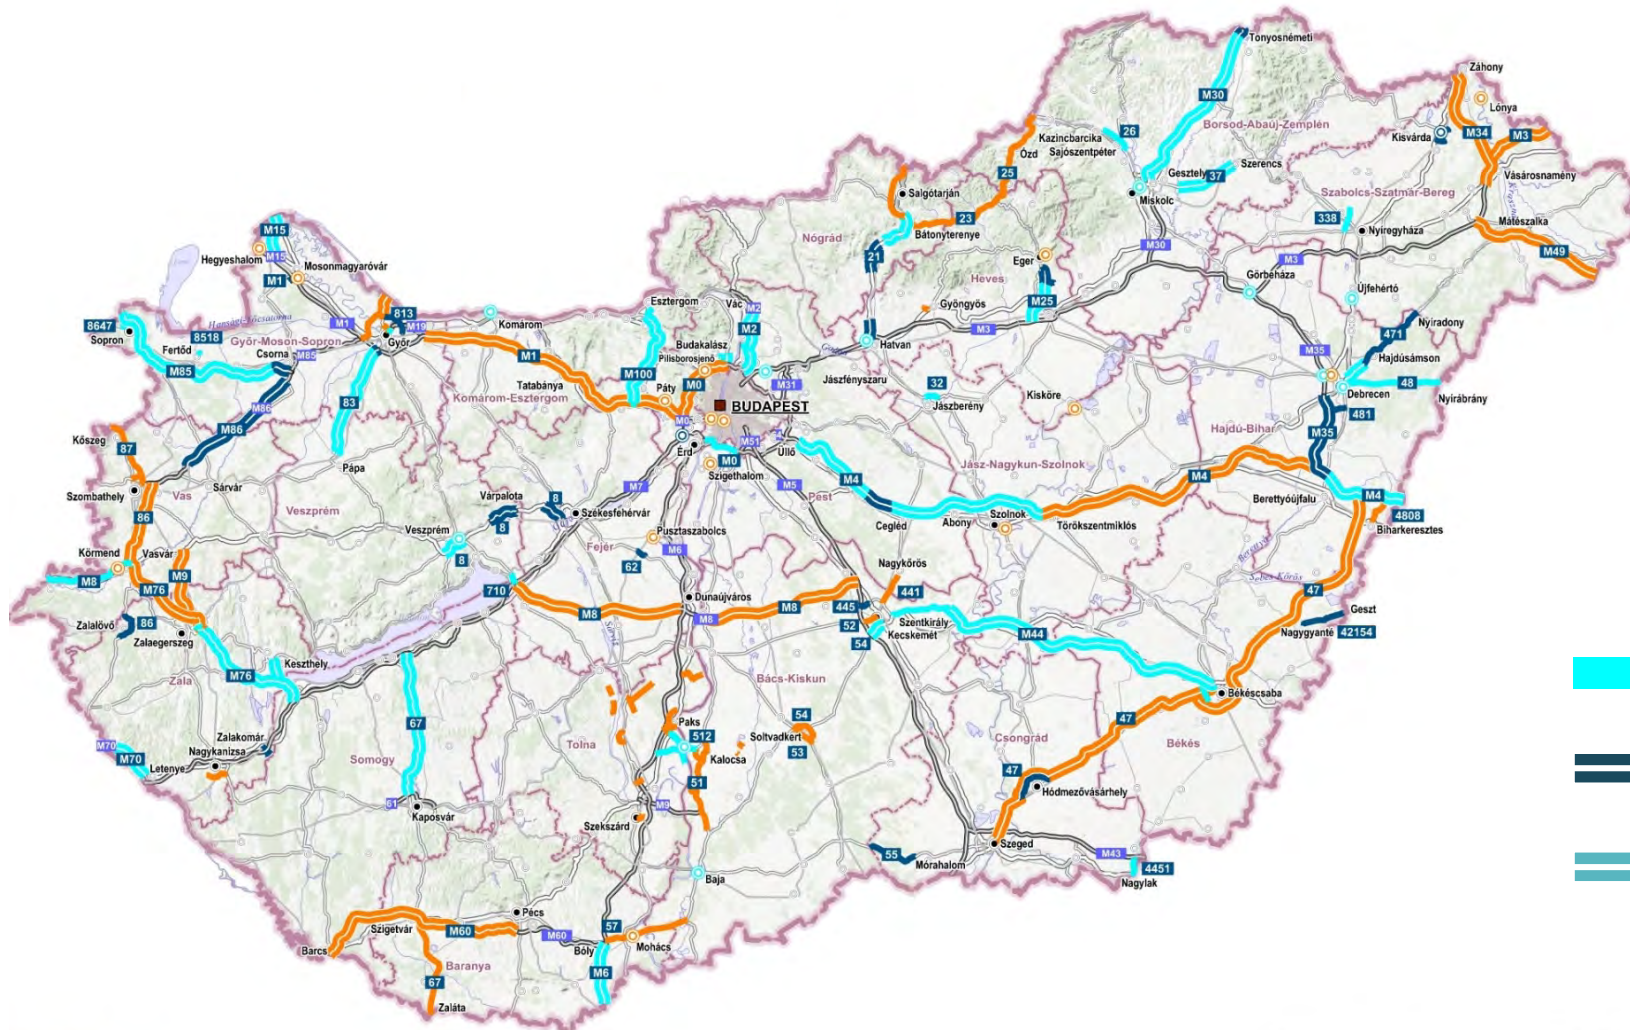 Tonyosnémeti
Záhony
M30
Lónya
26
Kazincbarcika
Borsod-Abaúj-Zemplén
Kisvárda
M34
M3
Sajószentpéter
Ózd
Szerencs
Gesztely
37
25
Vásárosnamény
Salgótarján
Miskolc
Szabolcs-Szatmár-Bereg
338
23
Mátészalka
M15
Bátonyterenye
Nyíregyháza
Nógrád
M30
M49
Hegyeshalom
M15
21
Heves
Eger
M3
Mosonmagyaróvár
Görbeháza
M1
Újfehértó
Esztergom
Vác
M2
M25
Gyöngyös
8647
813
M19
Komárom
Nyíradony
Sopron
8518
M1
M2
M3
471
Győr-Moson-Sopron
Győr
Budakalász
Hatvan
M35
Fertőd
Csorna
M85
M1
Pilisborosjenő
Hajdúsámson
M85
Tatabánya
M100
M0
M31
Jászfényszaru
32
48
Komárom-Esztergom
Páty
Kisköre
Debrecen
83
M86
BUDAPEST
Jászberény
Nyírábrány
M86
M0
481
Kőszeg
Hajdú-Bihar
87
Érd
M51
Üllő
M35
Pápa
M0
Jász-Nagykun-Szolnok
Szigethalom
Szombathely
Vas
Sárvár
M7
M5
M4
M4
Várpalota
8
Pest
Berettyóújfalu
M4
Veszprém
Székesfehérvár
Cegléd
Abony
Szolnok
Törökszentmiklós
4808
86
8
Biharkeresztes
Veszprém
Pusztaszabolcs
Körmend
Vasvár
Fejér
M6
8
62
Nagykőrös
M8
M9
M76
710
Dunaújváros
441
47
M8
M8
M8
445
Geszt
Zalalövő
86
52
Szentkirály
M44
Nagygyanté
42154
Zalaegerszeg
54
Kecskemét
Keszthely
Zala
M76
Bács-Kiskun
Békéscsaba
67
Paks
54
47
512
Soltvadkert
Zalakomár
Csongrád
Békés
M70
Nagykanizsa
Tolna
53
M70
Letenye
Somogy
Kalocsa
47
51
Hódmezővásárhely
61
M9
Kaposvár
Szekszárd
Szeged
55
M43
Mórahalom
4451
Baja
Nagylak
Pécs
57
Szigetvár
M60
M60
Barcs
Bóly
Mohács
Baranya
M6
67
Zaláta